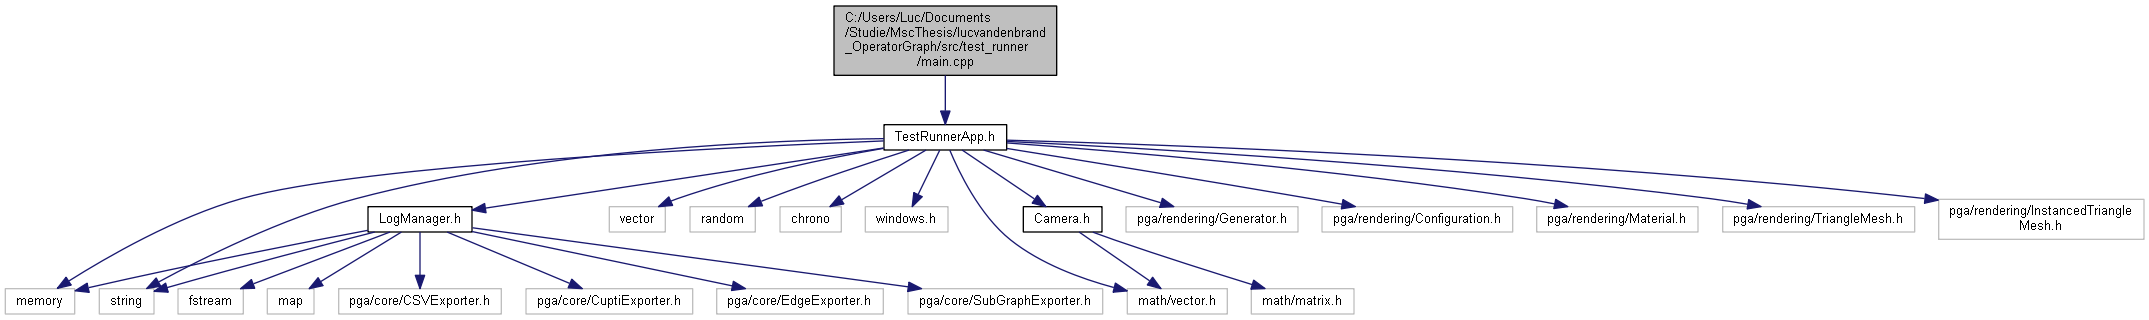 C:/Users/Luc/Documents
/Studie/MscThesis/lucvandenbrand
_OperatorGraph/src/test_runner
/main.cpp
TestRunnerApp.h
LogManager.h
vector
random
chrono
windows.h
Camera.h
pga/rendering/Generator.h
pga/rendering/Configuration.h
pga/rendering/Material.h
pga/rendering/TriangleMesh.h
pga/rendering/InstancedTriangle
Mesh.h
memory
string
fstream
map
pga/core/CSVExporter.h
pga/core/CuptiExporter.h
pga/core/EdgeExporter.h
pga/core/SubGraphExporter.h
math/vector.h
math/matrix.h